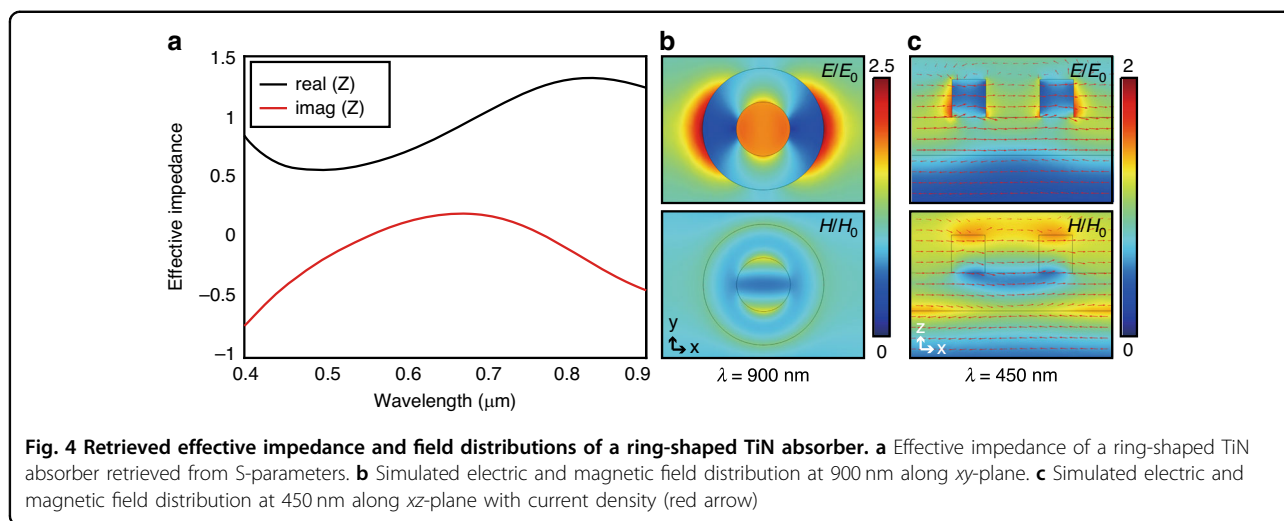 a
b
c
1.5
1
0.5
0
−0.5
−1
real (Z)
imag (Z)
Effective impedance
0.4 0.5 0.6 0.7 0.8 0.9
Wavelength (μm)
E/E0
2.5
H/H0
y
x
0
λ = 900 nm
E/E0
2
H/H0
z
x
0
λ = 450 nm
Fig. 4 Retrieved effective impedance and field distributions of a ring-shaped TiN absorber. a Effective impedance of a ring-shaped TiN
absorber retrieved from S-parameters. b Simulated electric and magnetic field distribution at 900 nm along xy-plane. c Simulated electric and
magnetic field distribution at 450 nm along xz-plane with current density (red arrow)